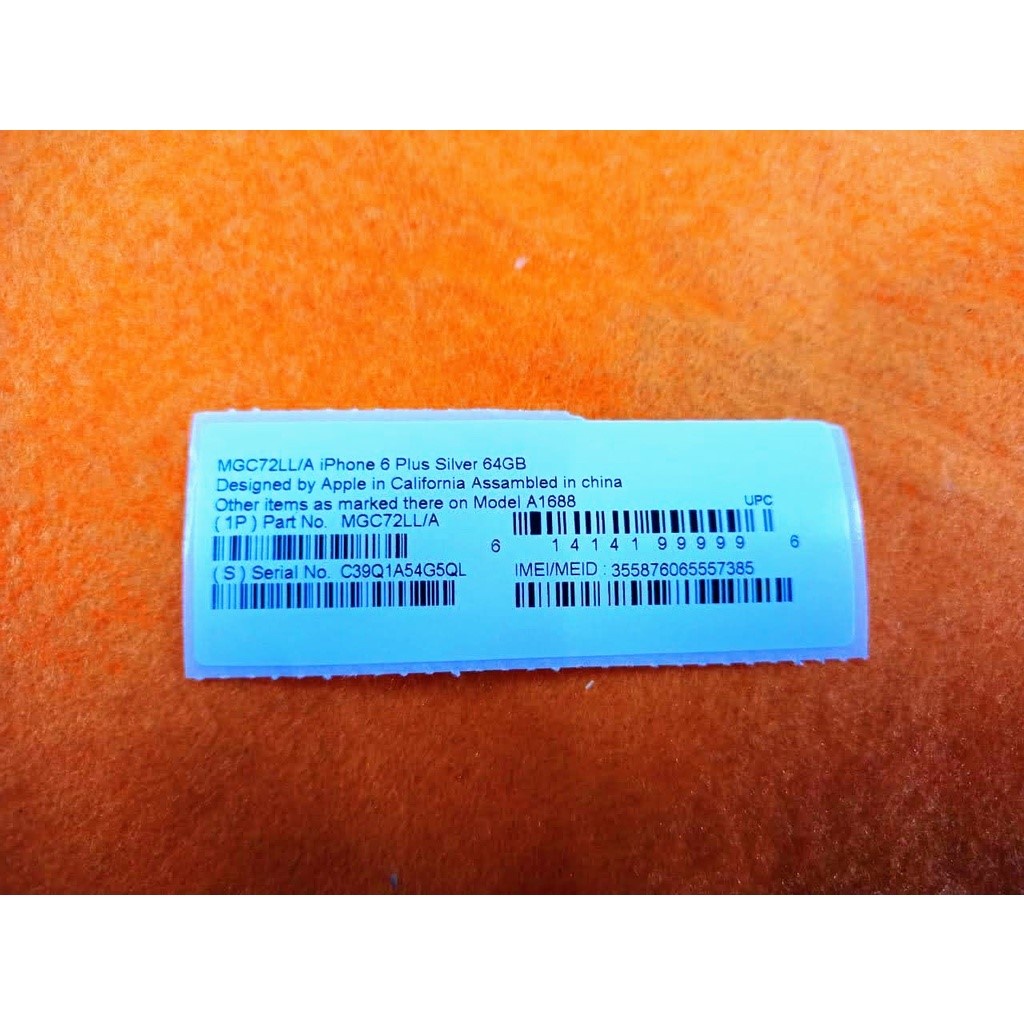 MGC72LL/A iPhone 6 Plus Silver 64GB
Designed by Apple in California Assambled in china
Other items as marked there on Model A1688
UPC
( 1P ) Part No. MGC72LL/A
6 14141 99999 6
( S ) Serial No. C39Q1A54G5QL
IMEI/MEID : 355876065557385